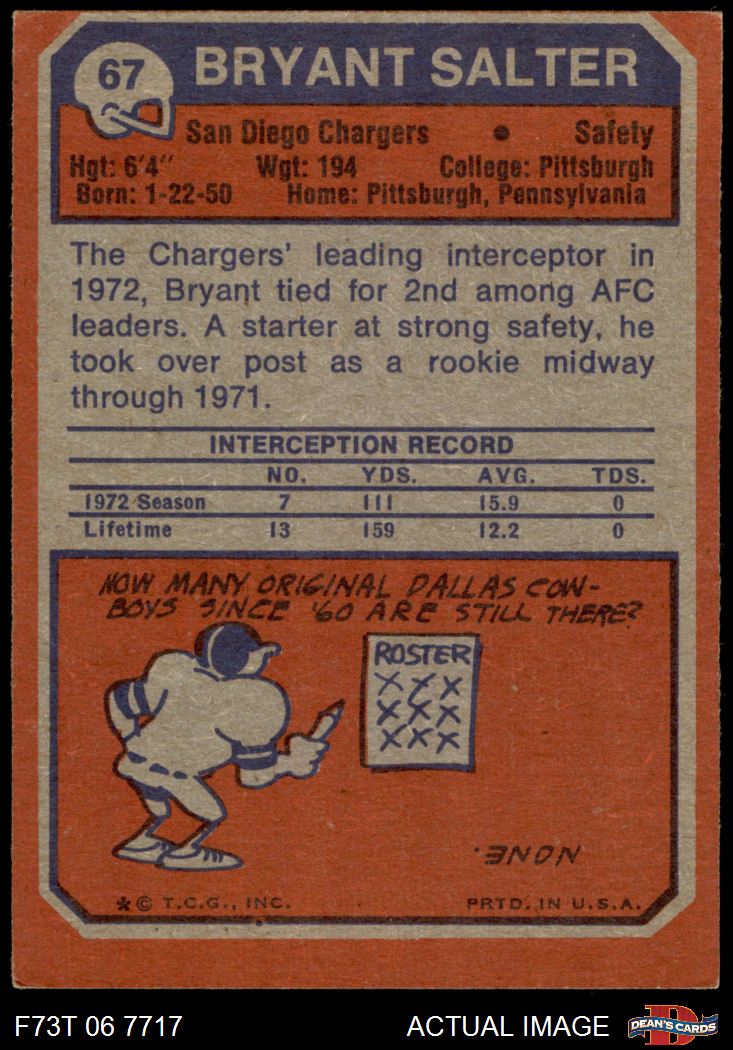 67
BRYANT SALTER
San Diego Chargers • Safety
Hgt: 6'4" Wgt: 194 College: Pittsburgh
Born: 1-22-50 Home: Pittsburgh, Pennsylvania
The Chargers' leading interceptor in
1972, Bryant tied for 2nd among AFC
leaders. A starter at strong safety, he
took over post as a rookie midway
through 1971.
INTERCEPTION RECORD
NO. YDS. AVG. TDS.
1972 Season 7 111 15.9 0
Lifetime 13 159 12.2 0
HOW MANY ORIGINAL DALLAS COW-
BOYS SINCE '60 ARE STILL THERE?
ROSTER
X X X
X X X
X X X
NONE.
* © T.C.G., INC. PRTD. IN U.S.A.
F73T 06 7717 ACTUAL IMAGE
D
DEAN'S CARDS